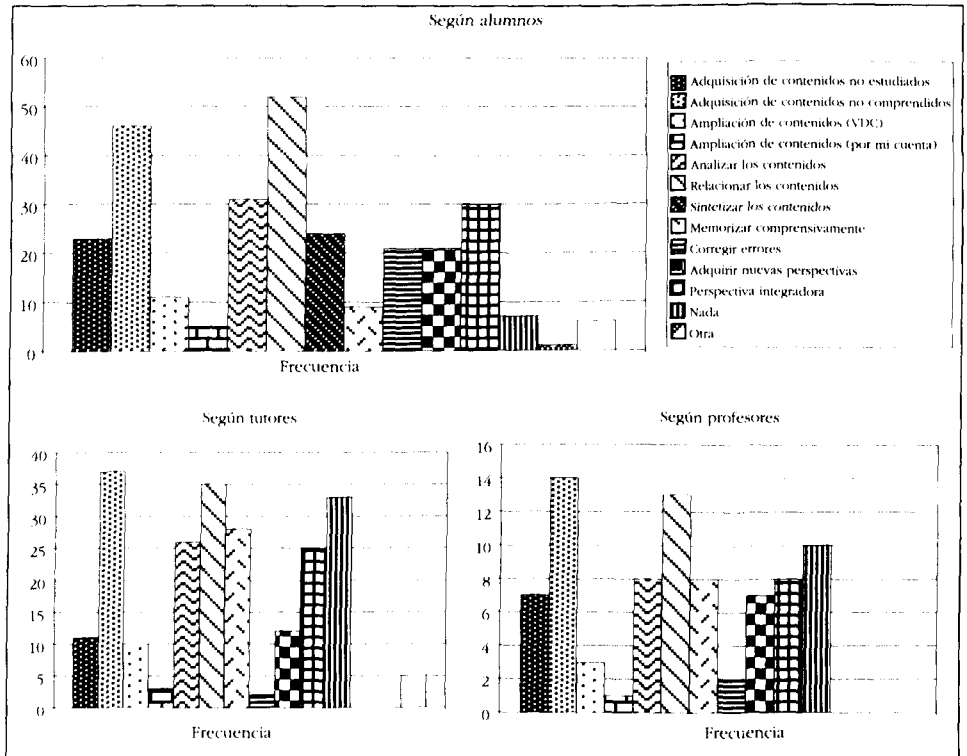 Según alumnos
60
50
40
30
20
10
0
Frecuencia
Adquisición de contenidos no estudiados
Adquisición de contenidos no comprendidos
Ampliación de contenidos (VDC)
Ampliación de contenidos (por mi cuenta)
Analizar los contenidos
Relacionar los contenidos
Sintetizar los contenidos
Memorizar comprensivamente
Corregir errores
Adquirir nuevas perspectivas
Perspectiva integradora
Nada
Otra
Según tutores
40
35
30
25
20
15
10
5
0
Frecuencia
Según profesores
16
14
12
10
8
6
4
2
0
Frecuencia